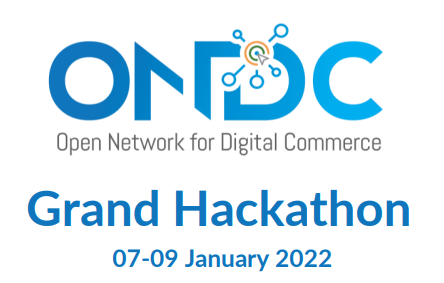 ONDC
Open Network for Digital Commerce
Grand Hackathon
07-09 January 2022